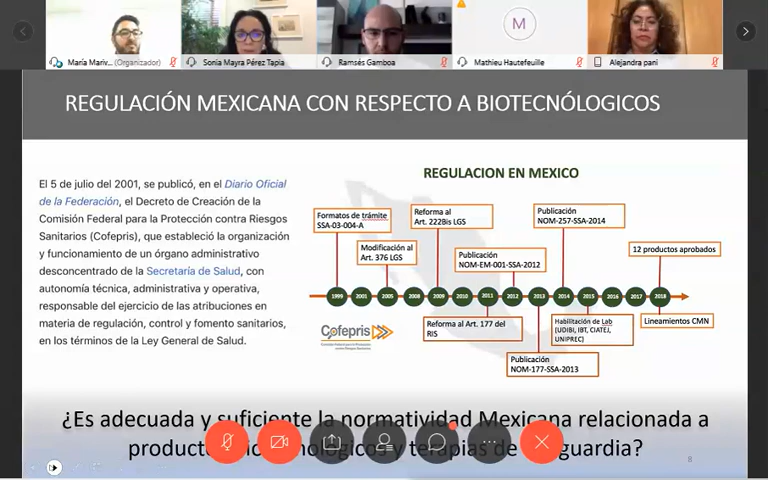 M
María Mariv... (Organizador)
Sonia Mayra Pérez Tapia
Ramsés Gamboa
Mathieu Hautefeuille
Alejandra pani
REGULACIÓN MEXICANA CON RESPECTO A BIOTECNÓLOGICOS
El 5 de julio del 2001, se publicó, en el Diario Oficial
de la Federación, el Decreto de Creación de la
Comisión Federal para la Protección contra Riesgos
Sanitarios (Cofepris), que estableció la organización
y funcionamiento de un órgano administrativo
desconcentrado de la Secretaría de Salud, con
autonomía técnica, administrativa y operativa,
responsable del ejercicio de las atribuciones en
materia de regulación, control y fomento sanitarios,
en los términos de la Ley General de Salud.
REGULACION EN MEXICO
Formatos de trámite
SSA-03-004-A
Modificación al
Art. 376 LGS
Reforma al
Art. 222Bis LGS
Publicación
NOM-EM-001-SSA-2012
Publicación
NOM-257-SSA-2014
12 productos aprobados
1999 2001 2005 2008 2009 2010 2011 2012 2013 2014 2015 2016 2017 2018
Cofepris
Reforma al Art. 177 del
RIS
Publicación
NOM-177-SSA-2013
Habilitación de Lab
(UDIBI, IBT, CIATEJ,
UNIPREC)
Lineamientos CMN
¿Es adecuada y suficiente la normatividad Mexicana relacionada a
y terapias de
8